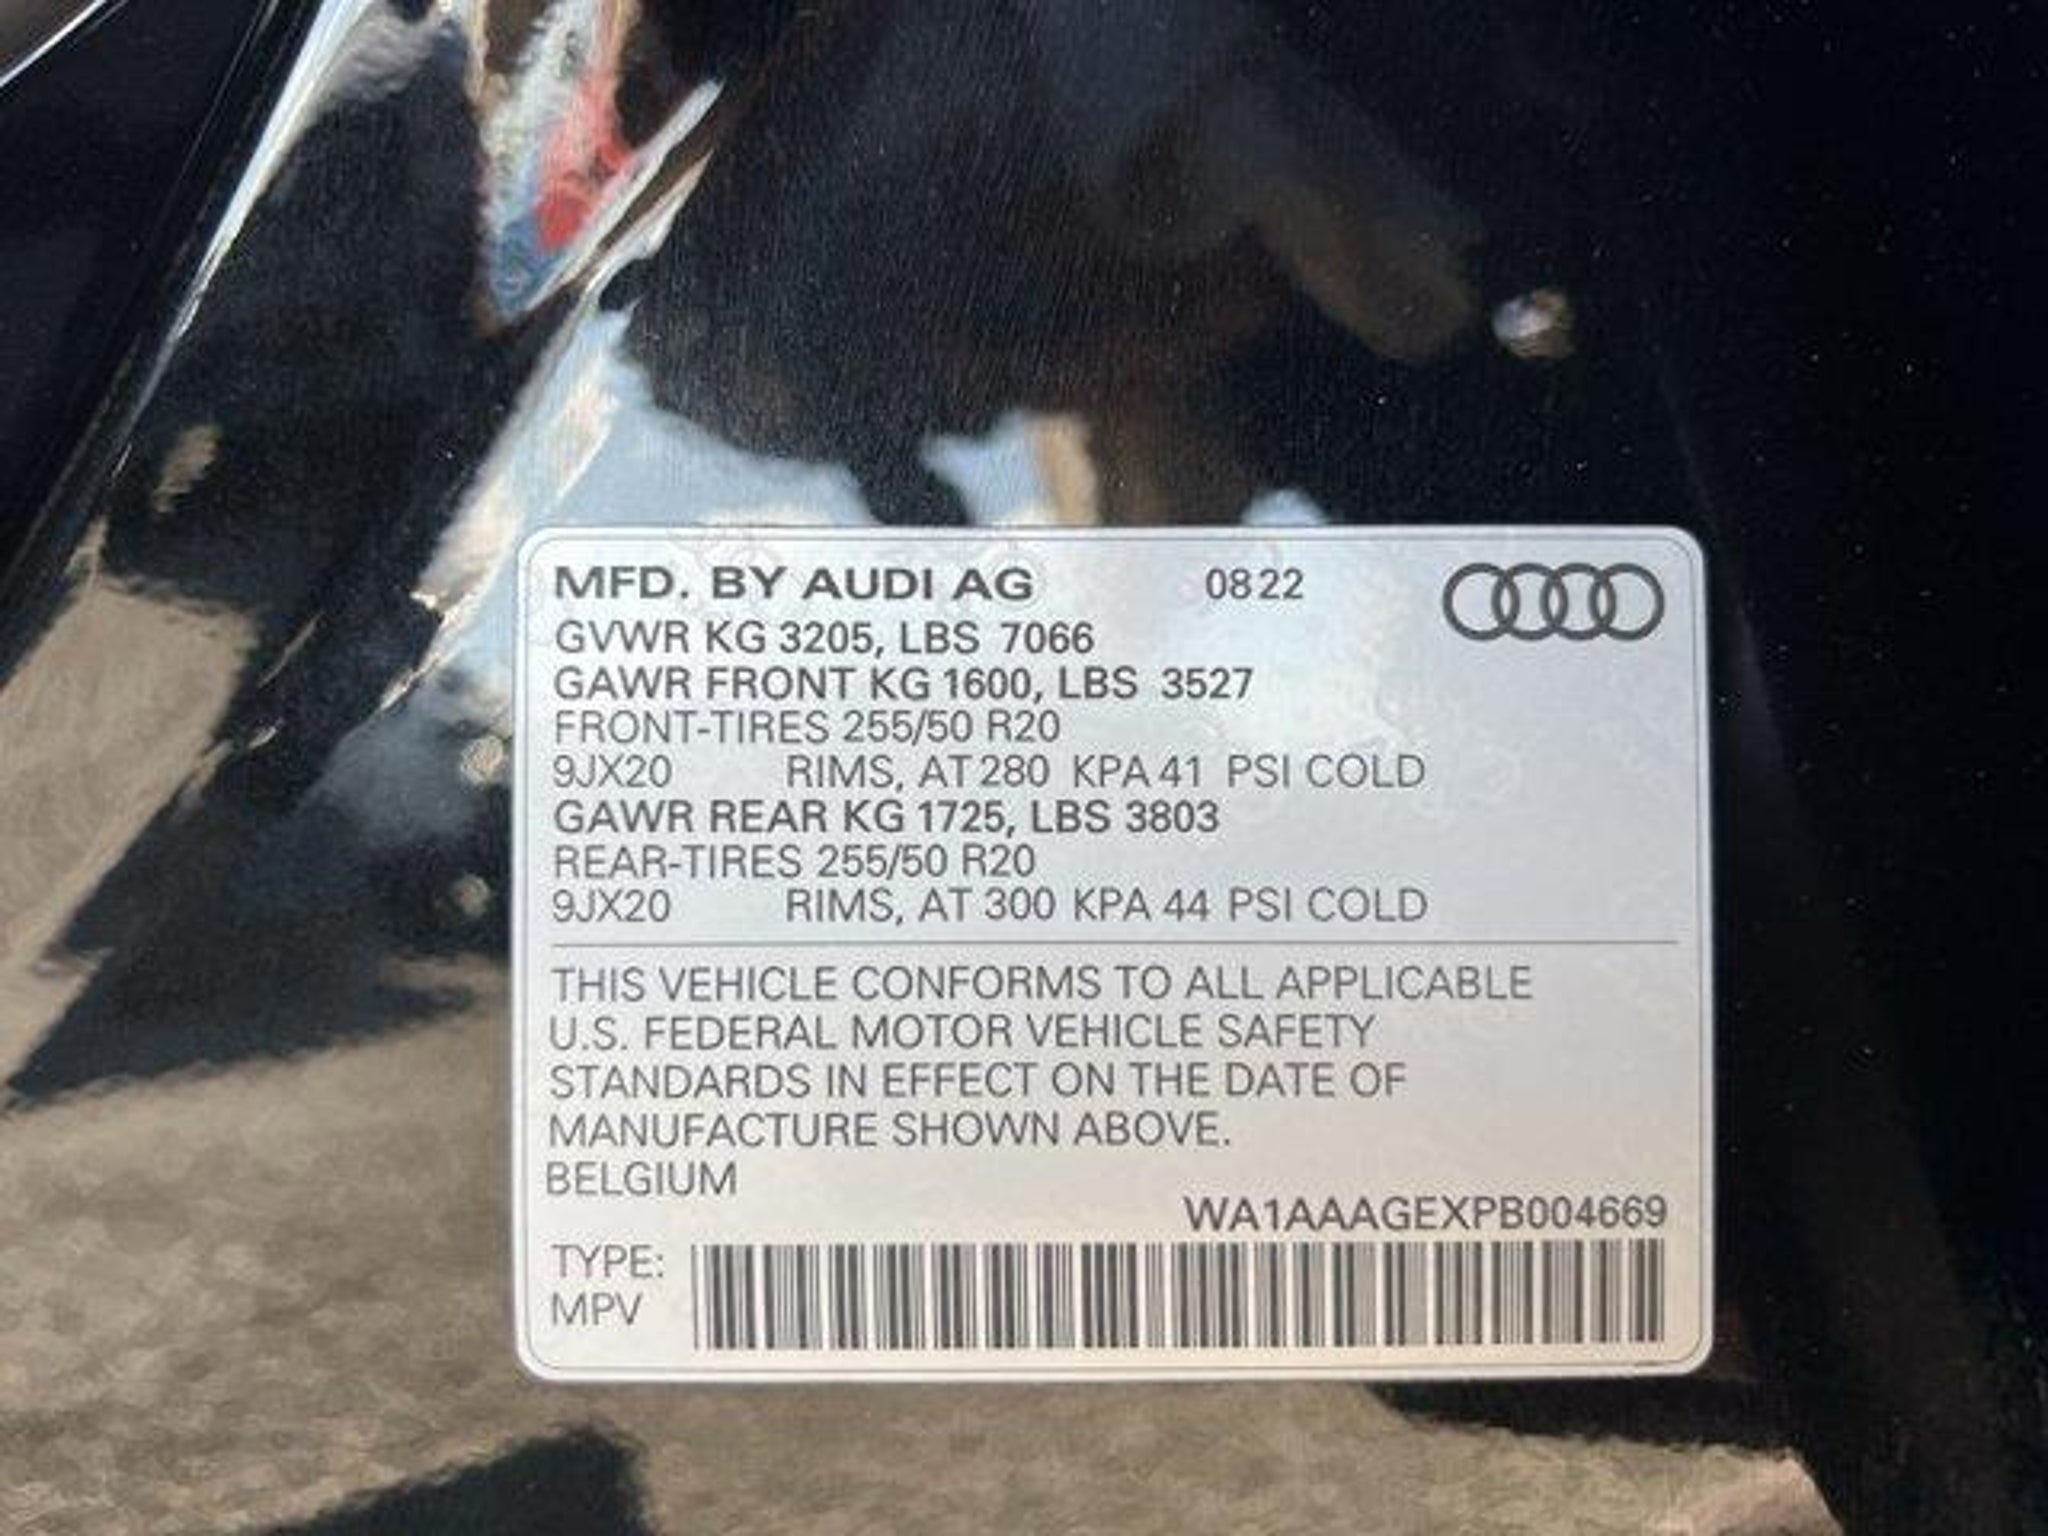 MFD. BY AUDI AG 0822
GVWR KG 3205, LBS 7066
GAWR FRONT KG 1600, LBS 3527
FRONT-TIRES 255/50 R20
9JX20 RIMS, AT 280 KPA 41 PSI COLD
GAWR REAR KG 1725, LBS 3803
REAR-TIRES 255/50 R20
9JX20 RIMS, AT 300 KPA 44 PSI COLD
THIS VEHICLE CONFORMS TO ALL APPLICABLE
U.S. FEDERAL MOTOR VEHICLE SAFETY
STANDARDS IN EFFECT ON THE DATE OF
MANUFACTURE SHOWN ABOVE.
BELGIUM
WA1AAAGEXPB004669
TYPE:
MPV